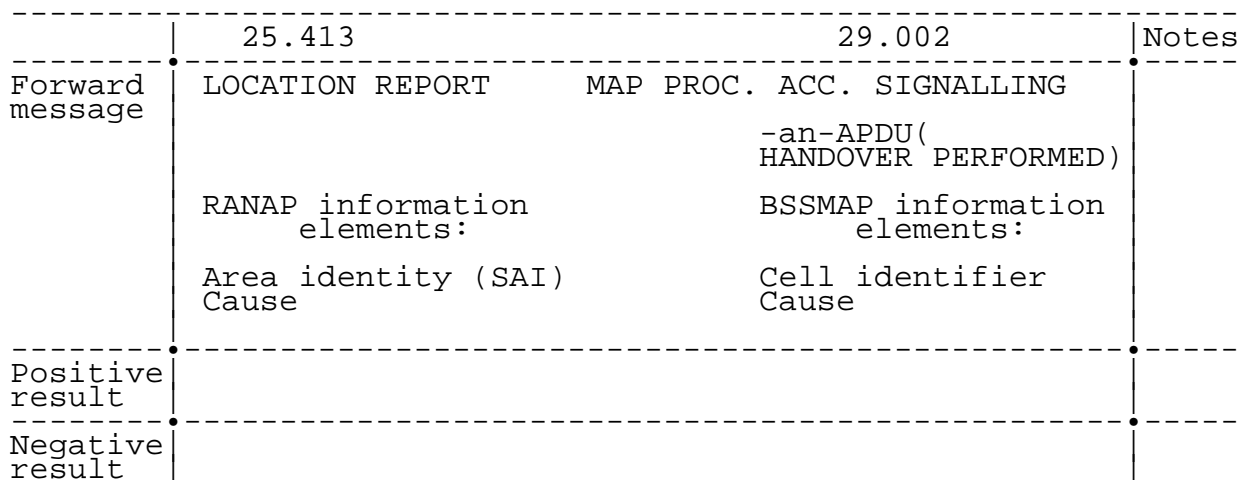 25.413 29.002 Notes
Forward LOCATION REPORT MAP PROC. ACC. SIGNALLING
message
-an-APDU(
HANDOVER PERFORMED)
RANAP information BSSMAP information
elements: elements:
Area identity (SAI) Cell identifier
Cause Cause
Positive
result
Negative
result